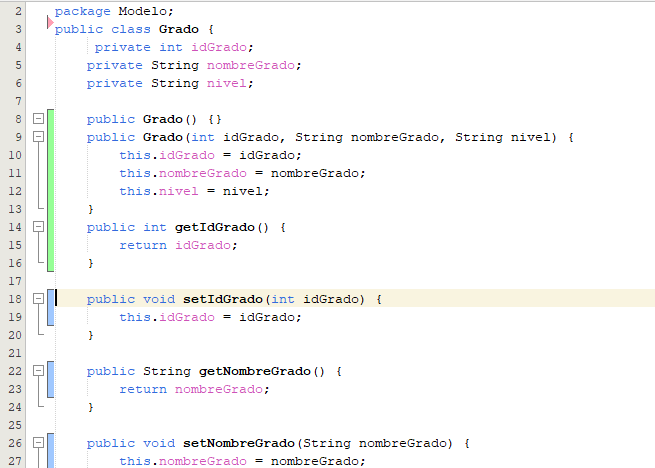 2 package Modelo;
3 public class Grado {
4 private int idGrado;
5 private String nombreGrado;
6 private String nivel;
7
8 public Grado() {}
9 public Grado(int idGrado, String nombreGrado, String nivel) {
10 this.idGrado = idGrado;
11 this.nombreGrado = nombreGrado;
12 this.nivel = nivel;
13 }
14 public int getIdGrado() {
15 return idGrado;
16 }
17
18 public void setIdGrado(int idGrado) {
19 this.idGrado = idGrado;
20 }
21
22 public String getNombreGrado() {
23 return nombreGrado;
24 }
25
26 public void setNombreGrado(String nombreGrado) {
27 this.nombreGrado = nombreGrado;